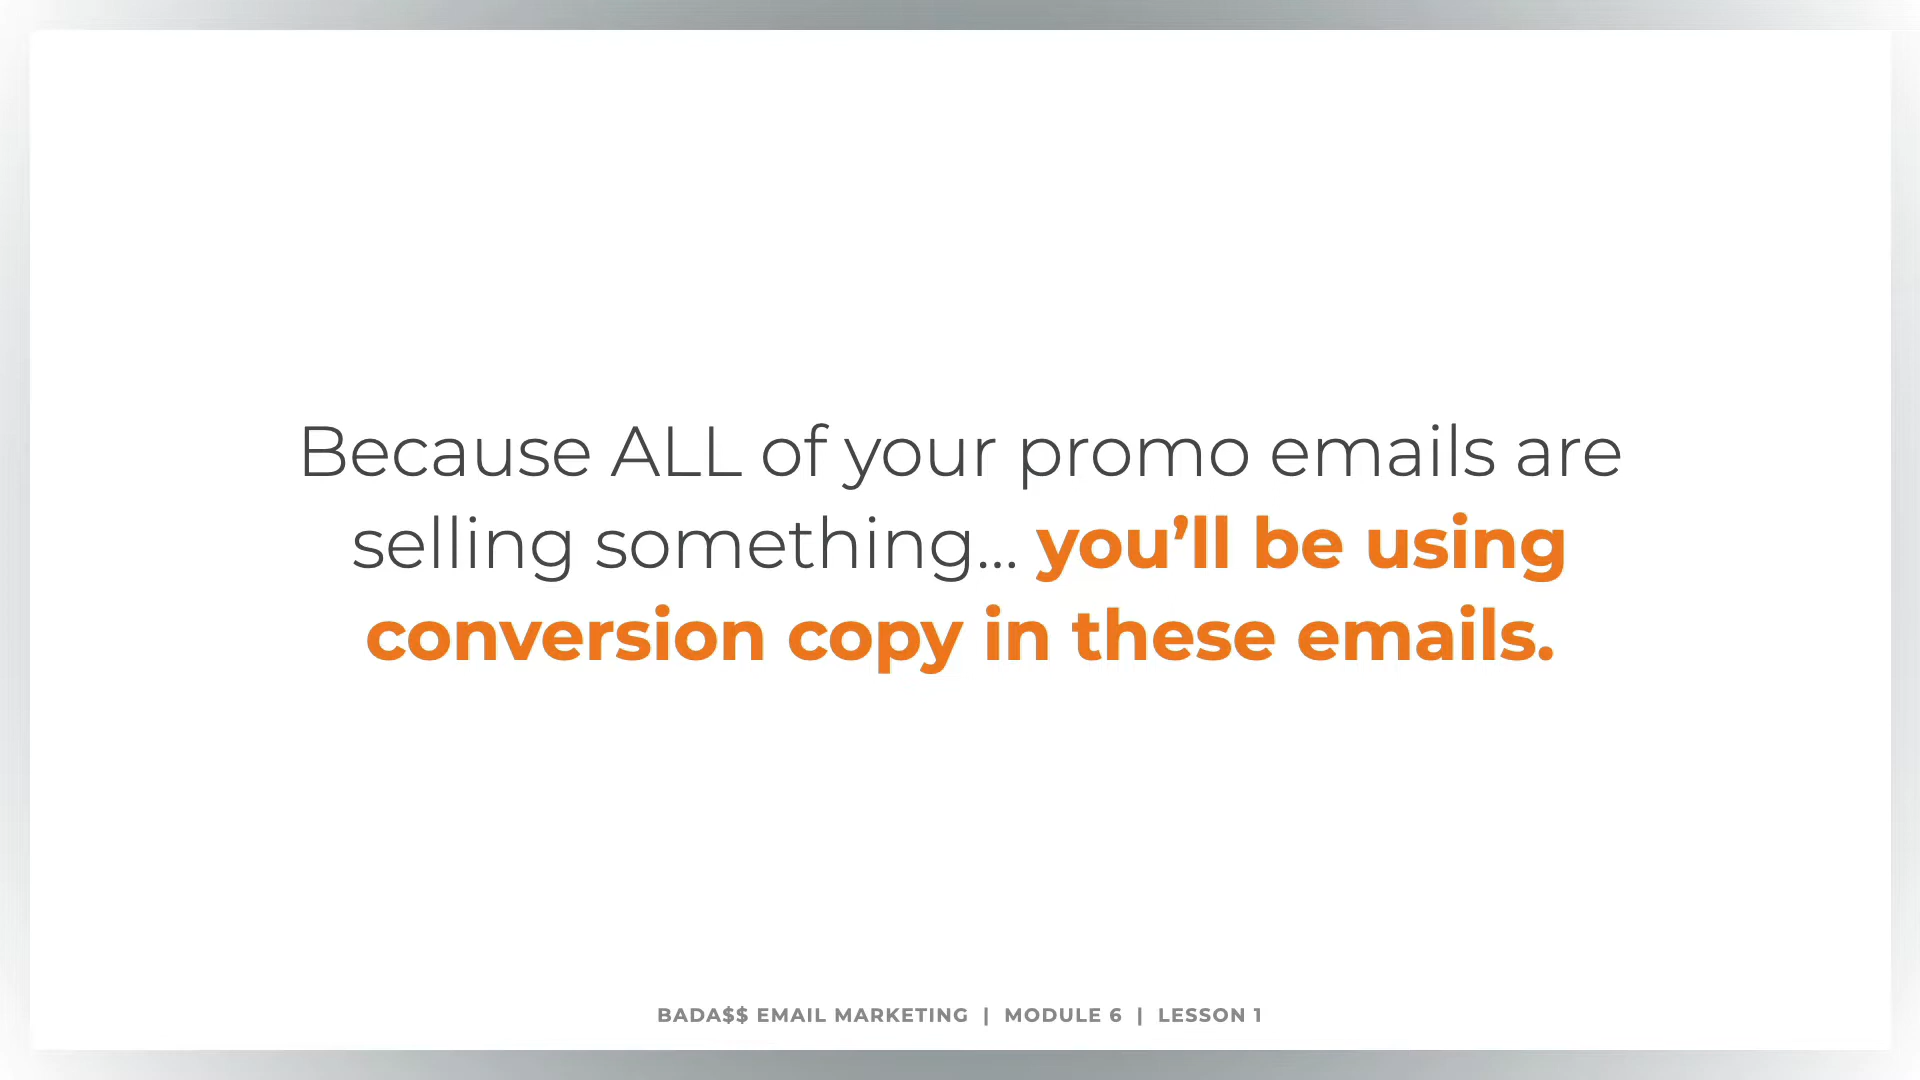 Because ALL of your promo emails are
selling something... you’ll be using
conversion copy in these emails.
BADA$$ EMAIL MARKETING | MODULE 6 | LESSON 1